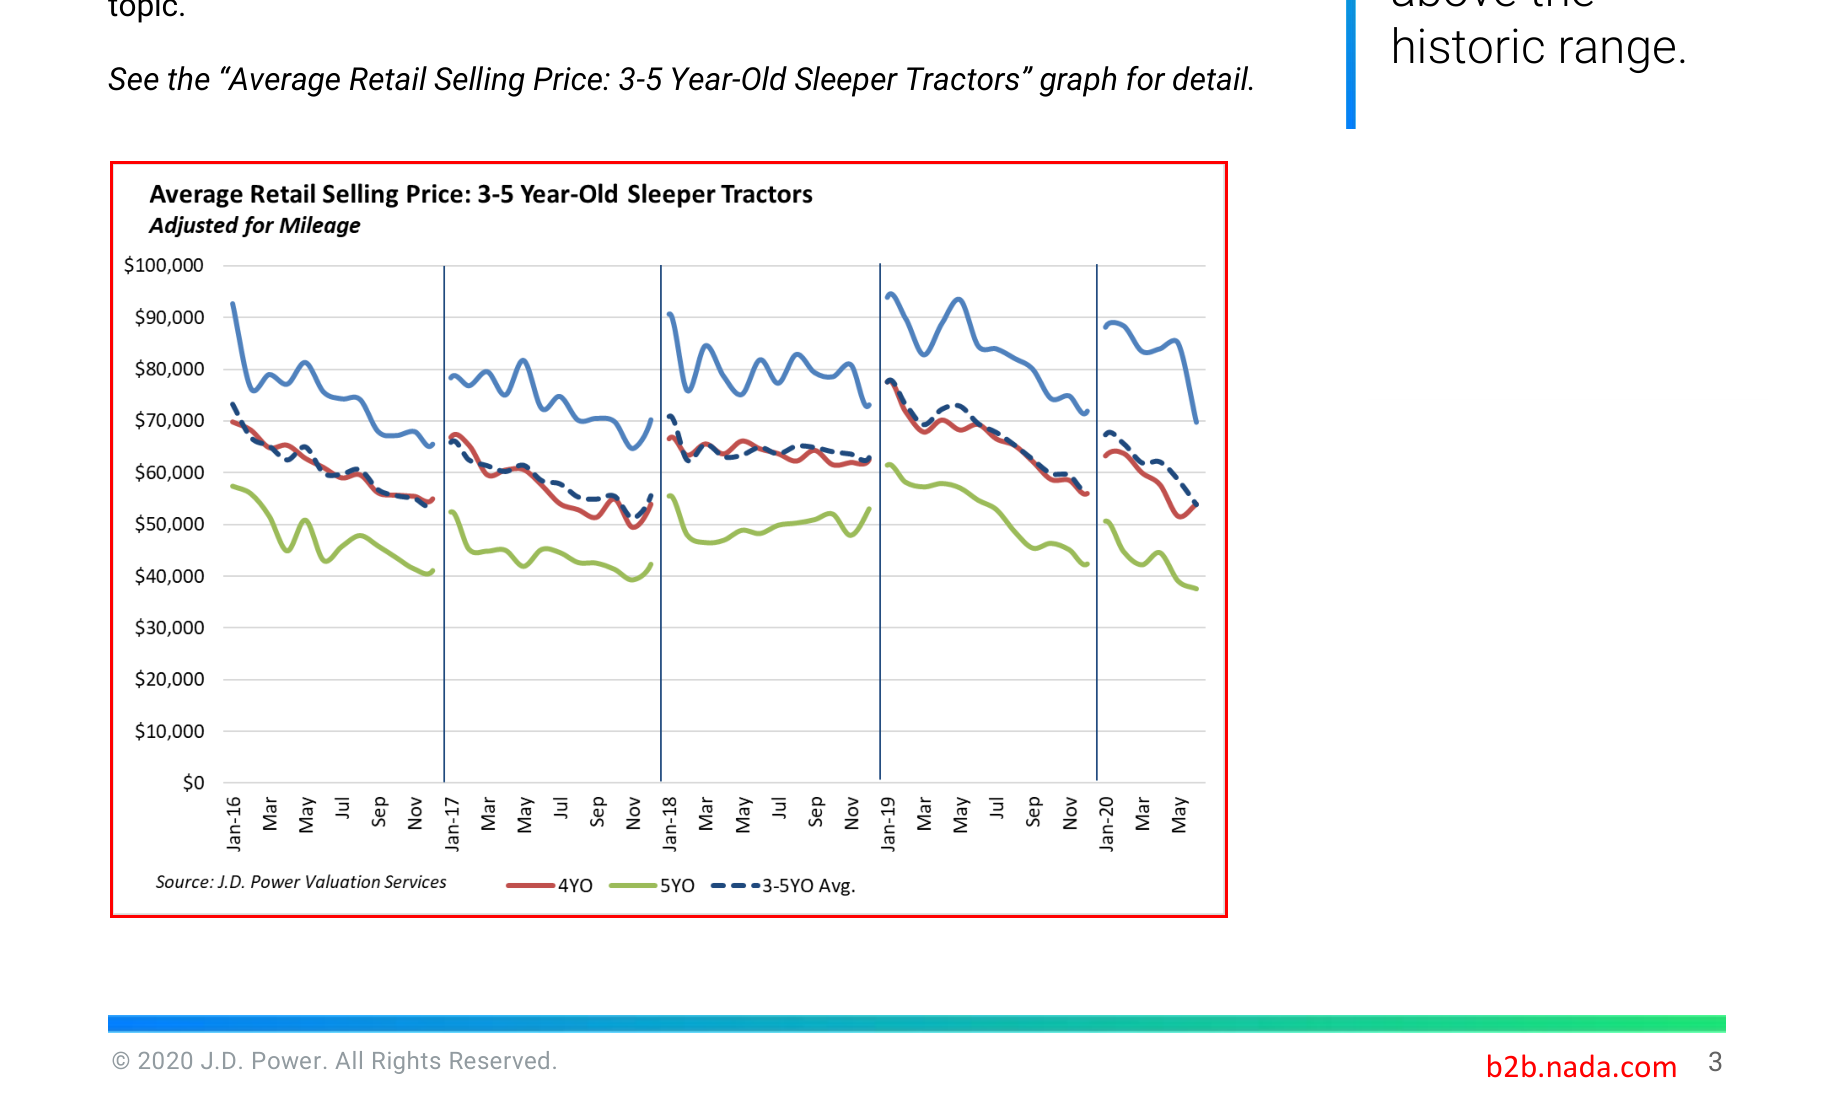 topic.
above the
historic range.
See the “Average Retail Selling Price: 3-5 Year-Old Sleeper Tractors” graph for detail.
Average Retail Selling Price: 3-5 Year-Old Sleeper Tractors
Adjusted for Mileage
$100,000
$90,000
$80,000
$70,000
$60,000
$50,000
$40,000
$30,000
$20,000
$10,000
$0
Jan-16 Mar May Jul Sep Nov Jan-17 Mar May Jul Sep Nov Jan-18 Mar May Jul Sep Nov Jan-19 Mar May Jul Sep Nov Jan-20 Mar May
Source: J.D. Power Valuation Services
4YO 5YO 3-5YO Avg.
© 2020 J.D. Power. All Rights Reserved.
b2b.nada.com 3